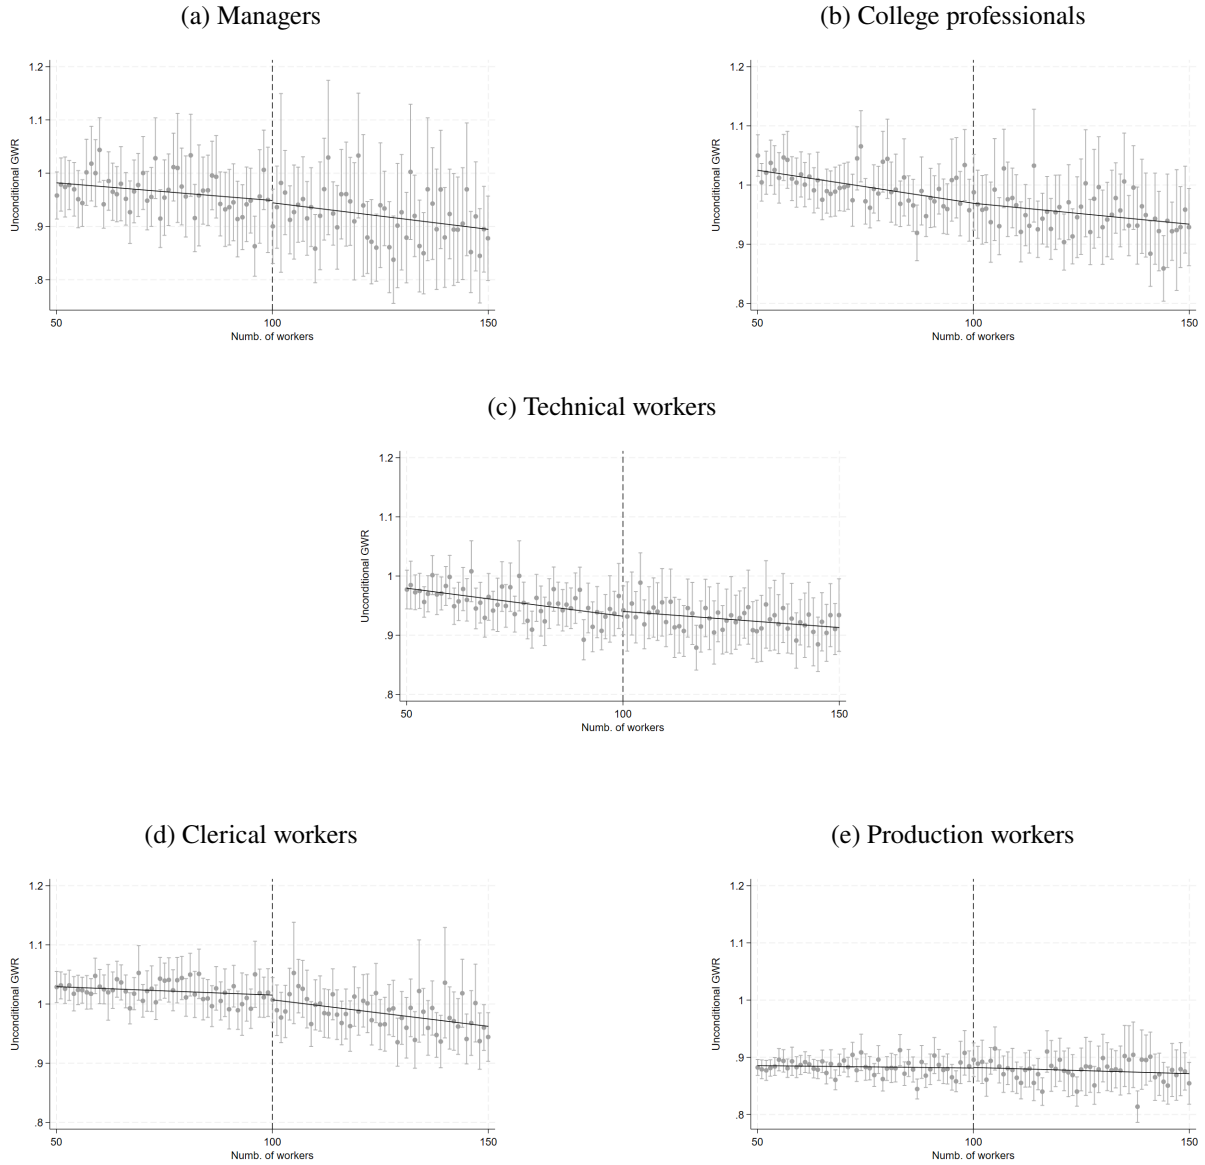 (a) Managers
(b) College professionals
1.2
1.1
1
.9
.8
Unconditional GWR
50
100
150
Numb. of workers
1.2
1.1
1
.9
.8
Unconditional GWR
50
100
150
Numb. of workers
(c) Technical workers
1.2
1.1
1
.9
.8
Unconditional GWR
50
100
150
Numb. of workers
(d) Clerical workers
(e) Production workers
1.2
1.1
1
.9
.8
Unconditional GWR
50
100
150
Numb. of workers
1.2
1.1
1
.9
.8
Unconditional GWR
50
100
150
Numb. of workers